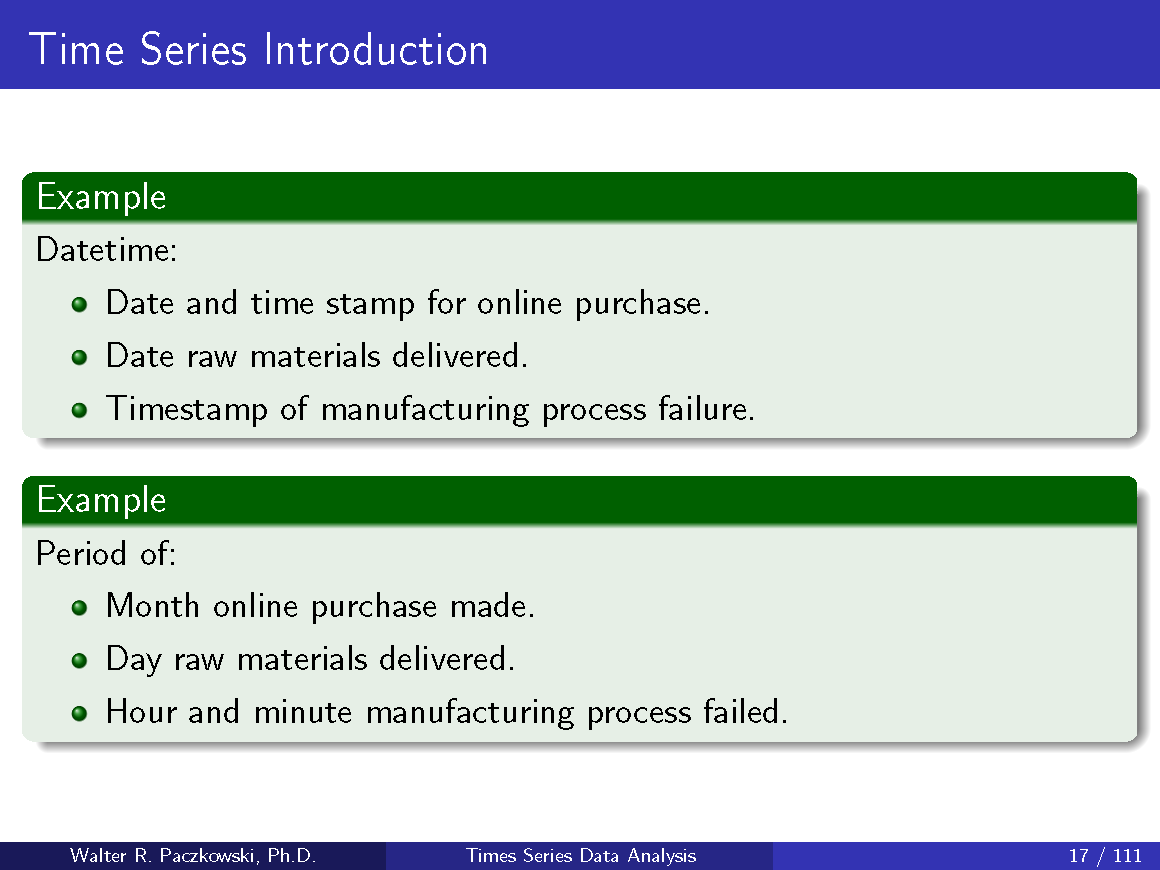 Time Series Introduction
Example
Datetime:
Date and time stamp for online purchase.
Date raw materials delivered.
Timestamp of manufacturing process failure.
Example
Period of:
Month online purchase made.
Day raw materials delivered.
Hour and minute manufacturing process failed.
Walter R. Paczkowski, Ph.D. Times Series Data Analysis 17 / 111